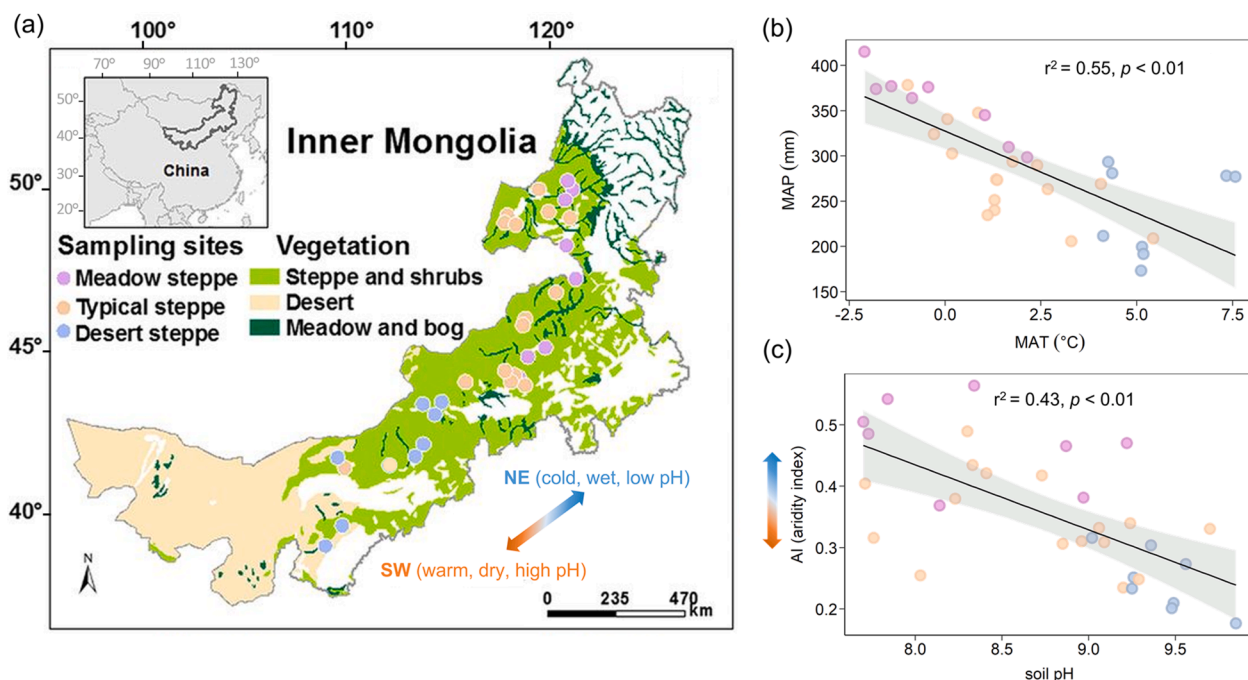 (a)
100°
110°
120°
70° 90° 110° 130°
50°
40°
30°
20°
China
Inner Mongolia
50°
45°
40°
Sampling sites
Meadow steppe
Typical steppe
Desert steppe
Vegetation
Steppe and shrubs
Desert
Meadow and bog
NE (cold, wet, low pH)
SW (warm, dry, high pH)
N
0 235 470
km
(b)
r² = 0.55, p < 0.01
MAP (mm)
400
350
300
250
200
150
-2.5 0.0 2.5 5.0 7.5
MAT (°C)
(c)
r² = 0.43, p < 0.01
AI (aridity index)
0.5
0.4
0.3
0.2
8.0 8.5 9.0 9.5
soil pH